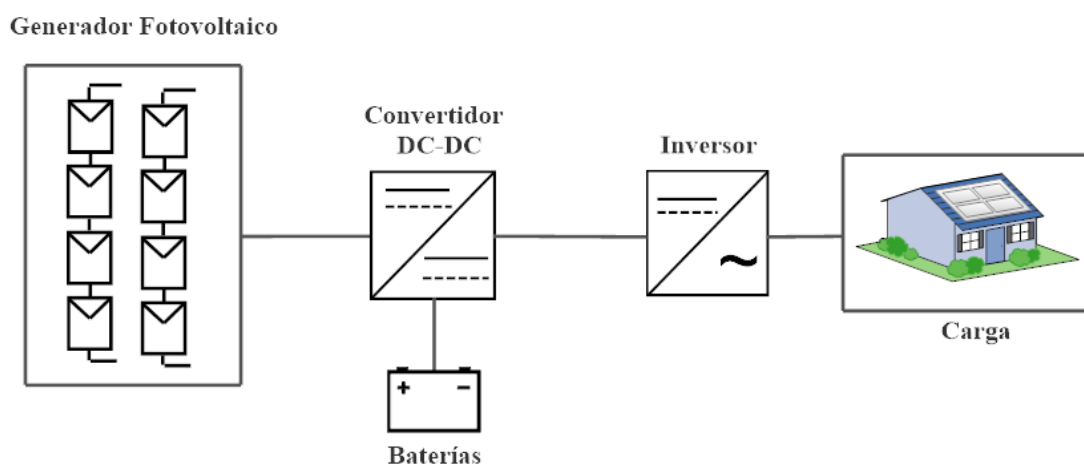 Generador Fotovoltaico
Convertidor
DC-DC
Inversor
Carga
Baterías